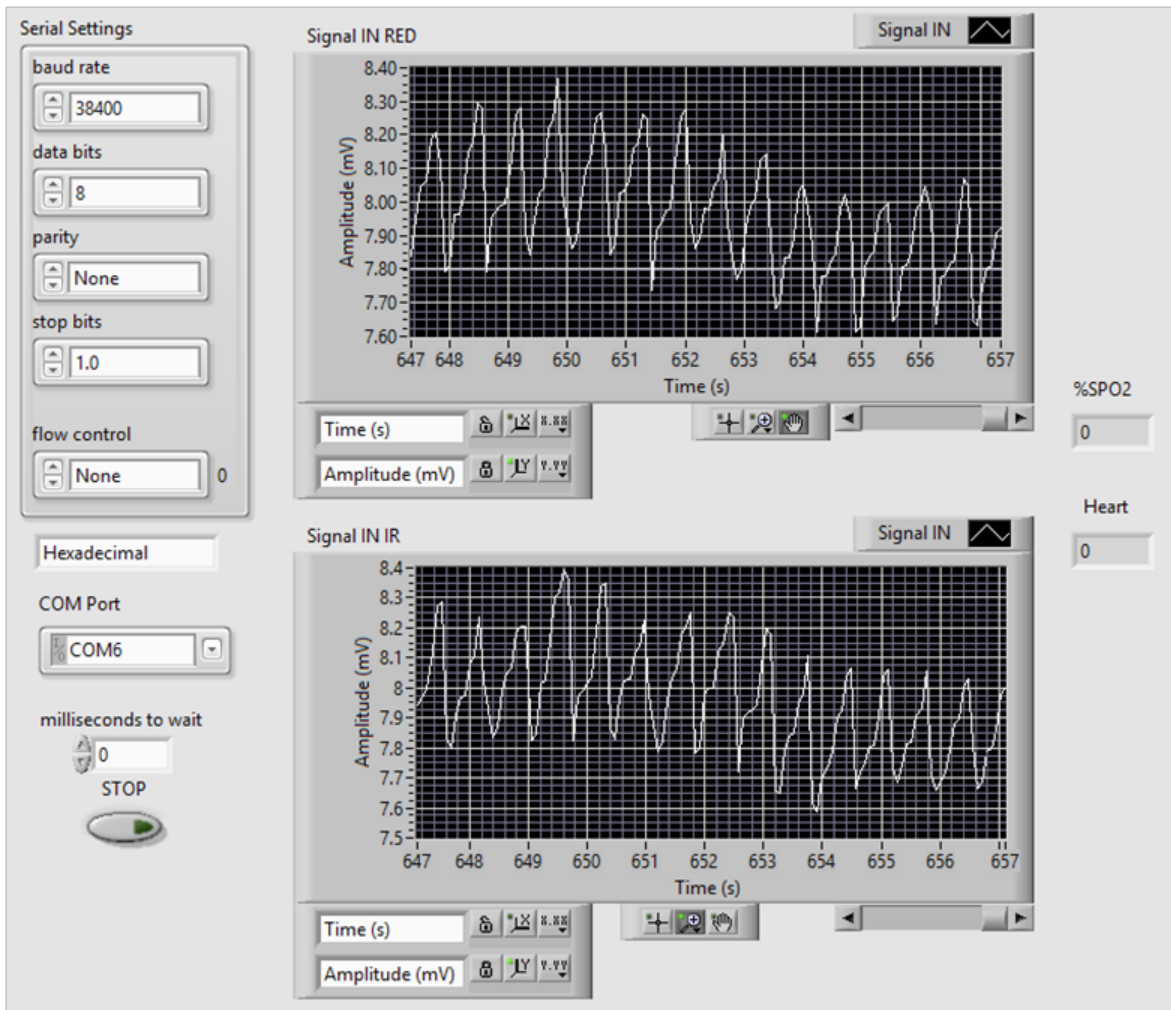 Serial Settings
baud rate
38400
data bits
8
parity
None
stop bits
1.0
flow control
None 0
Hexadecimal
COM Port
I/O COM6
milliseconds to wait
0
STOP
Signal IN RED
Signal IN
Amplitude (mV)
8.40
8.30
8.20
8.10
8.00
7.90
7.80
7.70
7.60
647 648 649 650 651 652 653 654 655 656 657
Time (s)
Time (s) X X.XX
Amplitude (mV) Y Y.YY
%SPO2
0
Heart
0
Signal IN IR
Signal IN
Amplitude (mV)
8.4
8.3
8.2
8.1
8
7.9
7.8
7.7
7.6
7.5
647 648 649 650 651 652 653 654 655 656 657
Time (s)
Time (s) X X.XX
Amplitude (mV) Y Y.YY